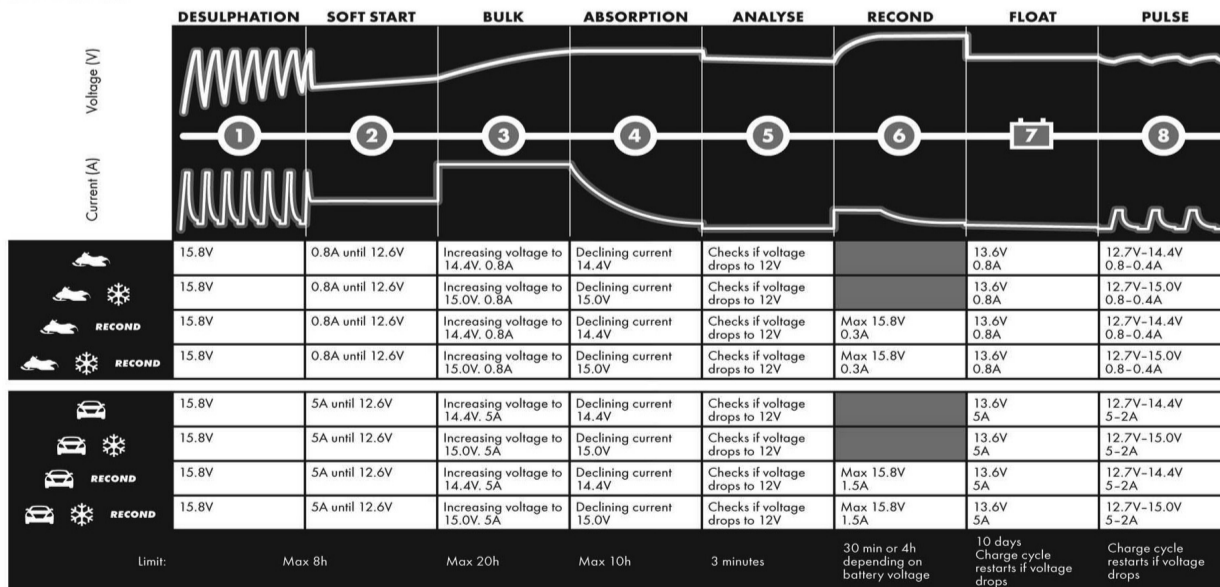 DESULPHATION SOFT START BULK ABSORPTION ANALYSE RECOND FLOAT PULSE
Voltage (V)
1 2 3 4 5 6 7 8
Current (A)
15.8V 0.8A until 12.6V Increasing voltage to Declining current Checks if voltage 13.6V 12.7V–14.4V
14.4V. 0.8A 14.4V drops to 12V 0.8A 0.8–0.4A
15.8V 0.8A until 12.6V Increasing voltage to Declining current Checks if voltage 13.6V 12.7V–15.0V
15.0V. 0.8A 15.0V drops to 12V 0.8A 0.8–0.4A
RECOND 15.8V 0.8A until 12.6V Increasing voltage to Declining current Checks if voltage Max 15.8V 13.6V 12.7V–14.4V
14.4V. 0.8A 14.4V drops to 12V 0.3A 0.8A 0.8–0.4A
RECOND 15.8V 0.8A until 12.6V Increasing voltage to Declining current Checks if voltage Max 15.8V 13.6V 12.7V–15.0V
15.0V. 0.8A 15.0V drops to 12V 0.3A 0.8A 0.8–0.4A
15.8V 5A until 12.6V Increasing voltage to Declining current Checks if voltage 13.6V 12.7V–14.4V
14.4V. 5A 14.4V drops to 12V 5A 5–2A
15.8V 5A until 12.6V Increasing voltage to Declining current Checks if voltage 13.6V 12.7V–15.0V
15.0V. 5A 15.0V drops to 12V 5A 5–2A
RECOND 15.8V 5A until 12.6V Increasing voltage to Declining current Checks if voltage Max 15.8V 13.6V 12.7V–14.4V
14.4V. 5A 14.4V drops to 12V 1.5A 5A 5–2A
RECOND 15.8V 5A until 12.6V Increasing voltage to Declining current Checks if voltage Max 15.8V 13.6V 12.7V–15.0V
15.0V. 5A 15.0V drops to 12V 1.5A 5A 5–2A
Limit: Max 8h Max 20h Max 10h 3 minutes 30 min or 4h 10 days Charge cycle
depending on Charge cycle restarts if voltage
battery voltage restarts if voltage drops
drops